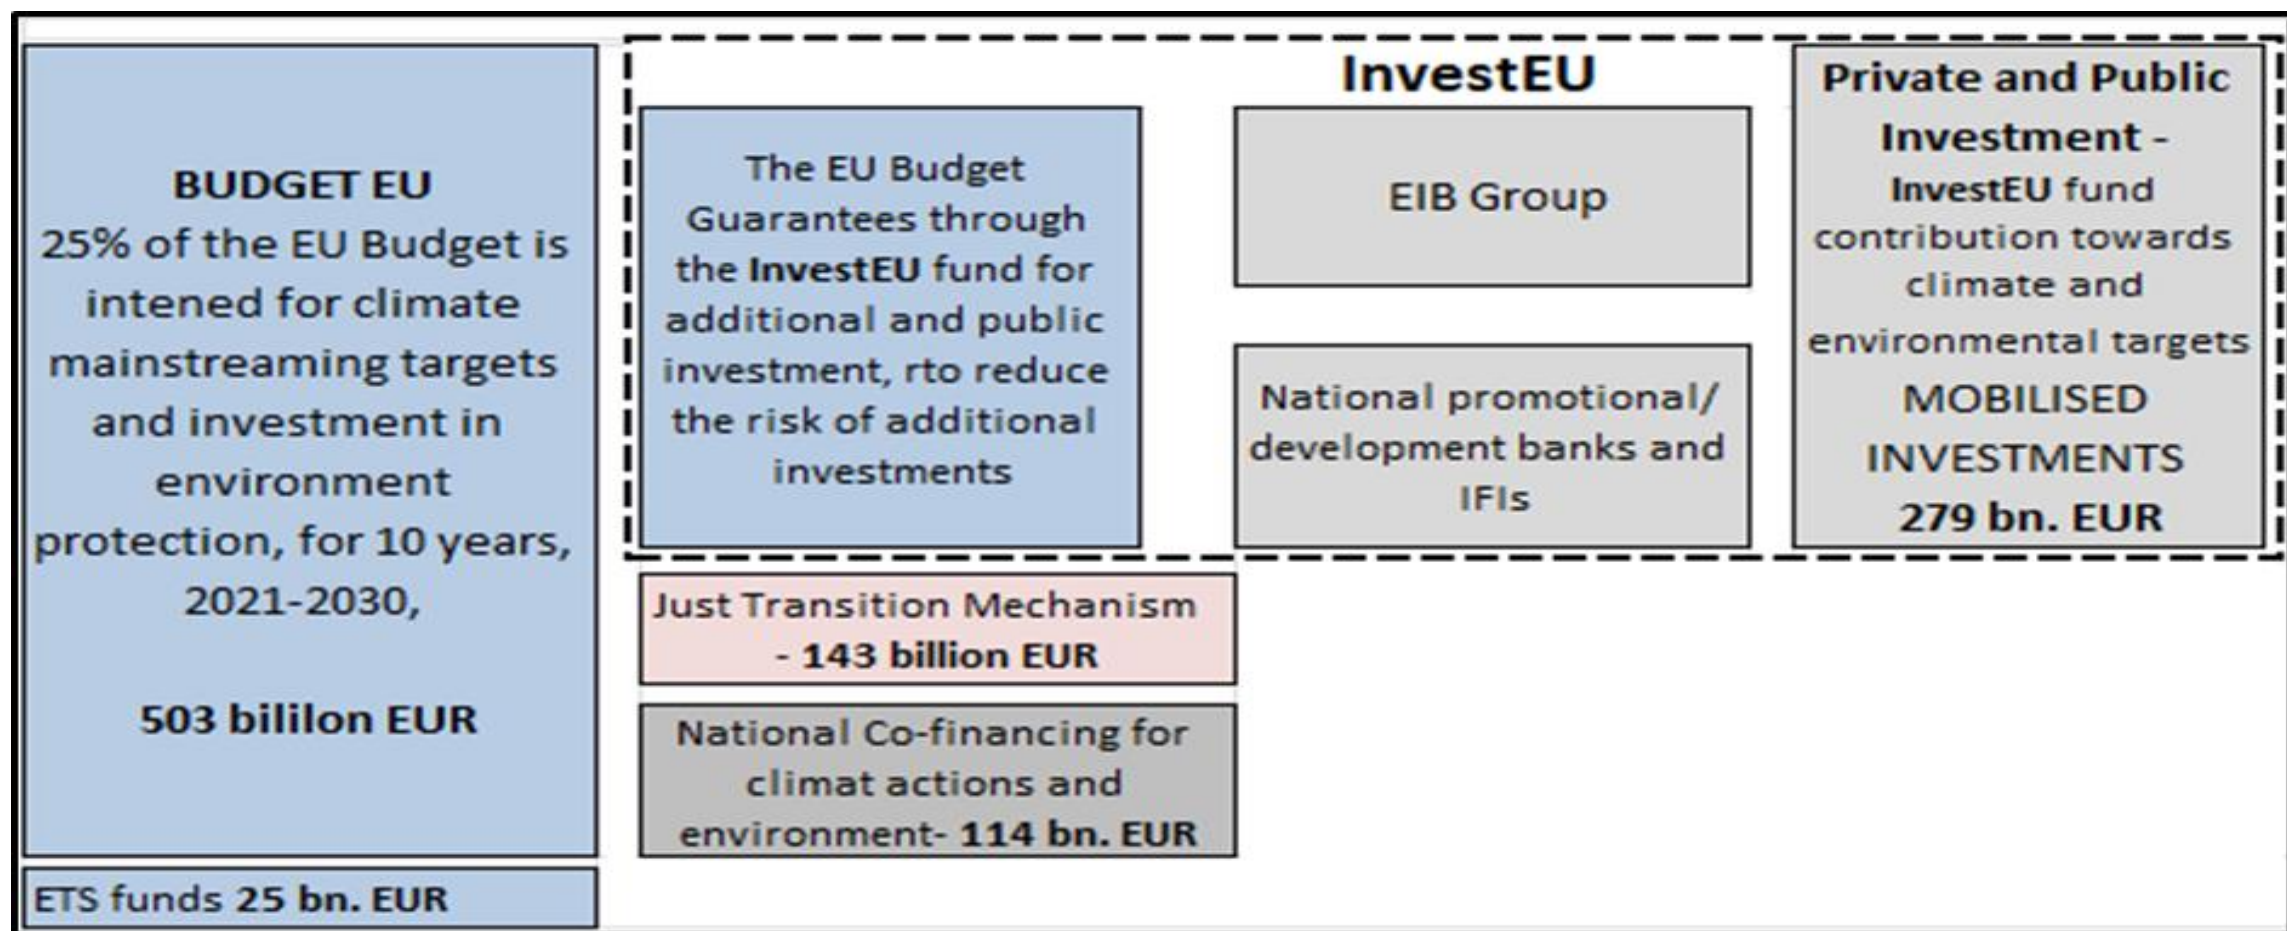 BUDGET EU
25% of the EU Budget is
intened for climate
mainstreaming targets
and investment in
environment
protection, for 10 years,
2021-2030,
503 bililon EUR
ETS funds 25 bn. EUR
InvestEU
The EU Budget
Guarantees through
the InvestEU fund for
additional and public
investment, rto reduce
the risk of additional
investments
EIB Group
National promotional/
development banks and
IFIs
Private and Public
Investment -
InvestEU fund
contribution towards
climate and
environmental targets
MOBILISED
INVESTMENTS
279 bn. EUR
Just Transition Mechanism
- 143 billion EUR
National Co-financing for
climat actions and
environment- 114 bn. EUR